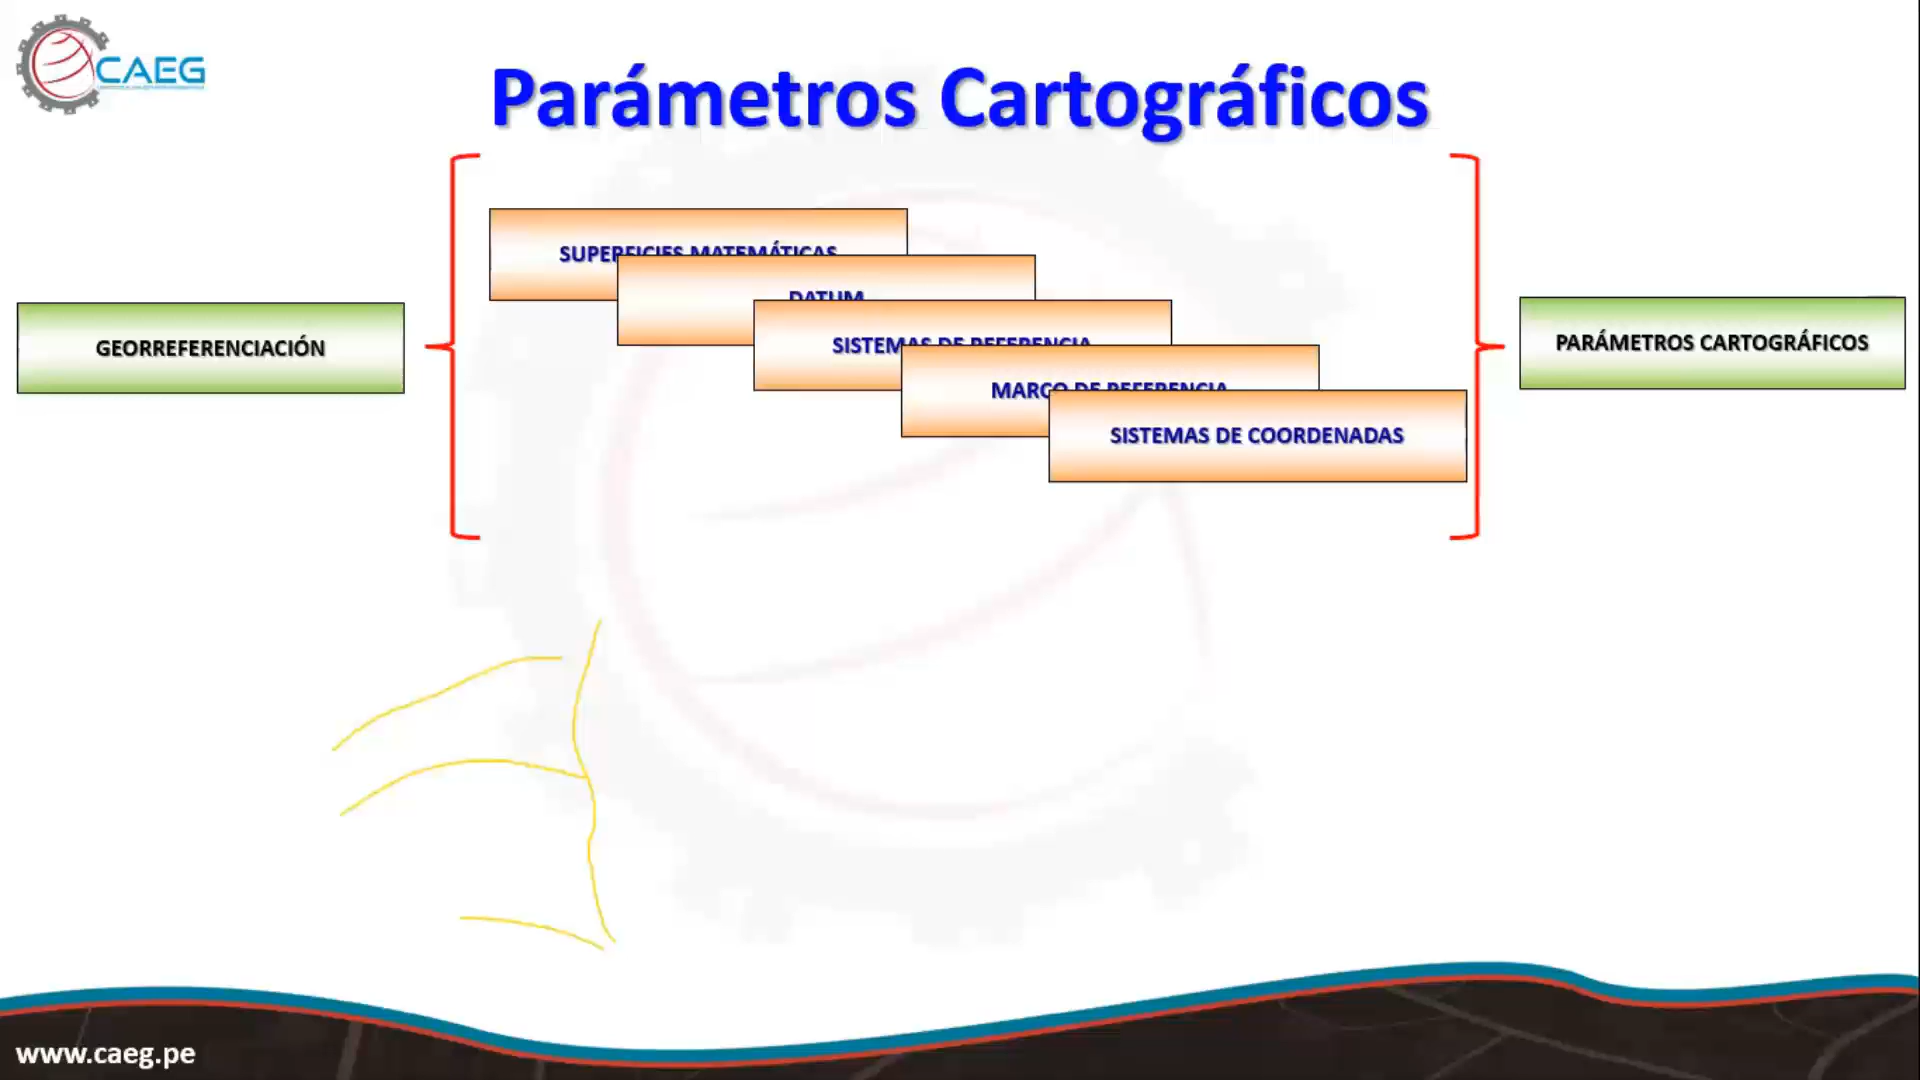 CAEG
Parámetros Cartográficos
SUPERFICIES MATEMÁTICAS
DATUM
SISTEMAS DE REFERENCIA
MARCO DE REFERENCIA
SISTEMAS DE COORDENADAS
GEORREFERENCIACIÓN
PARÁMETROS CARTOGRÁFICOS
www.caeg.pe